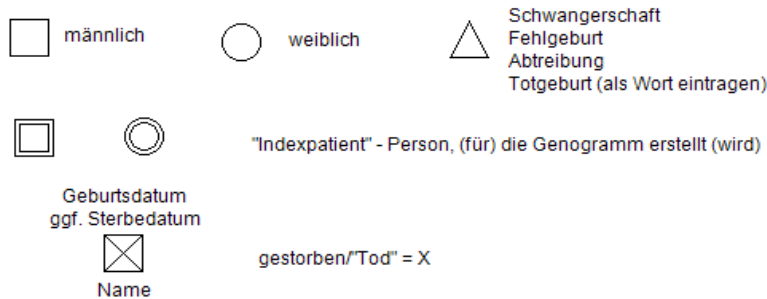 männlich
weiblich
Schwangerschaft
Fehlgeburt
Abtreibung
Totgeburt (als Wort eintragen)
"Indexpatient" - Person, (für) die Genogramm erstellt (wird)
Geburtsdatum
ggf. Sterbedatum
gestorben/"Tod" = X
Name